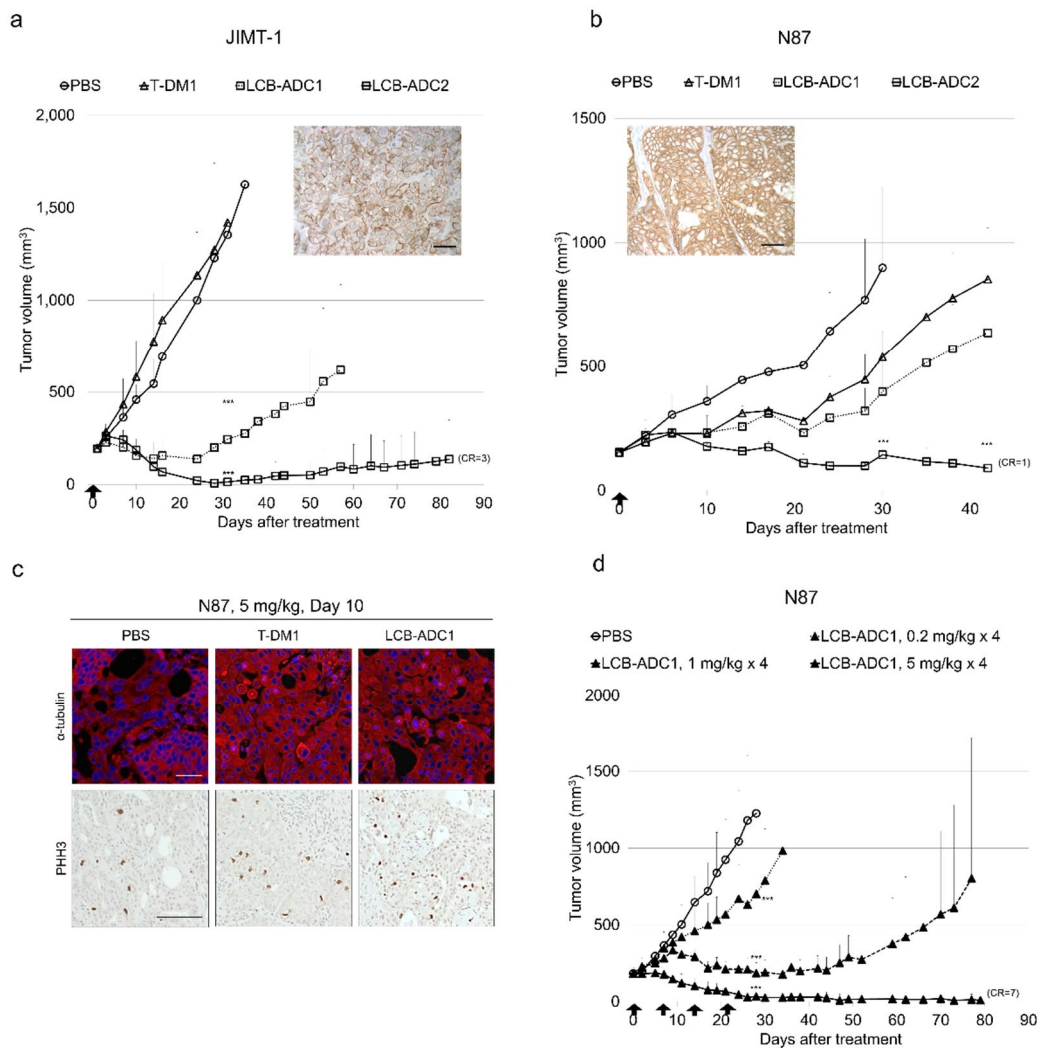 a
JIMT-1
PBS T-DM1 LCB-ADC1 LCB-ADC2
2,000
1,500
1,000
500
0
Tumor volume (mm³)
***
***
(CR=3)
0 10 20 30 40 50 60 70 80 90
Days after treatment
b
N87
PBS T-DM1 LCB-ADC1 LCB-ADC2
1500
1000
500
0
Tumor volume (mm³)
***
***
(CR=1)
0 10 20 30 40
Days after treatment
c
N87, 5 mg/kg, Day 10
PBS T-DM1 LCB-ADC1
α-tubulin
PHH3
d
N87
PBS LCB-ADC1, 0.2 mg/kg x 4
LCB-ADC1, 1 mg/kg x 4 LCB-ADC1, 5 mg/kg x 4
2000
1500
1000
500
0
Tumor volume (mm³)
***
***
***
(CR=7)
0 10 20 30 40 50 60 70 80 90
Days after treatment